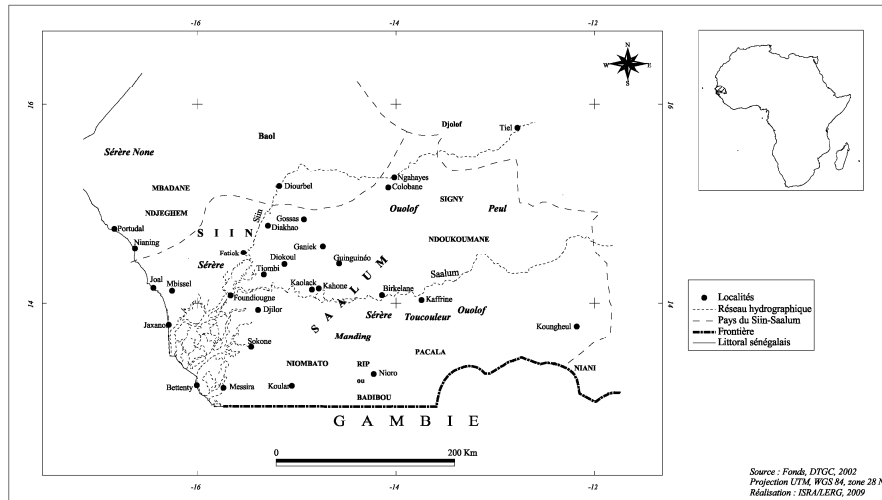 -16
-14
-12
N
W
E
S
16
16
Djolof
Tiel
Baol
Sérère None
Ngahayes
Colobane
MBADANE
Diourbel
SIGNY
Ouolof
Peul
NDJEGHEM
Siin
Gossas
Diakhao
Portudal
SIIN
NDOUKOUMANE
Nianing
Ganiek
Fatick
Diokoul
Guinguinéo
Sérère
Tiombi
Saalum
Joal
Mbissel
Kaolack
Kahone
SAALUM
Foundiougne
Birkelane
Kaffrine
14
14
Djilor
Sérère
Toucouleur
Ouolof
Jaxano
Koungheul
Manding
Sokone
PACALA
NIOMBATO
RIP
ou
BADIBOU
Nioro
NIANI
Bettenty
Messira
Koular
GAMBIE
0
200 Km
-16
-14
-12
Localités
Réseau hydrographique
Pays du Siin-Saalum
Frontière
Littoral sénégalais
Source : Fonds, DTGC, 2002
Projection UTM, WGS 84, zone 28 N
Réalisation : ISRA/LERG, 2009